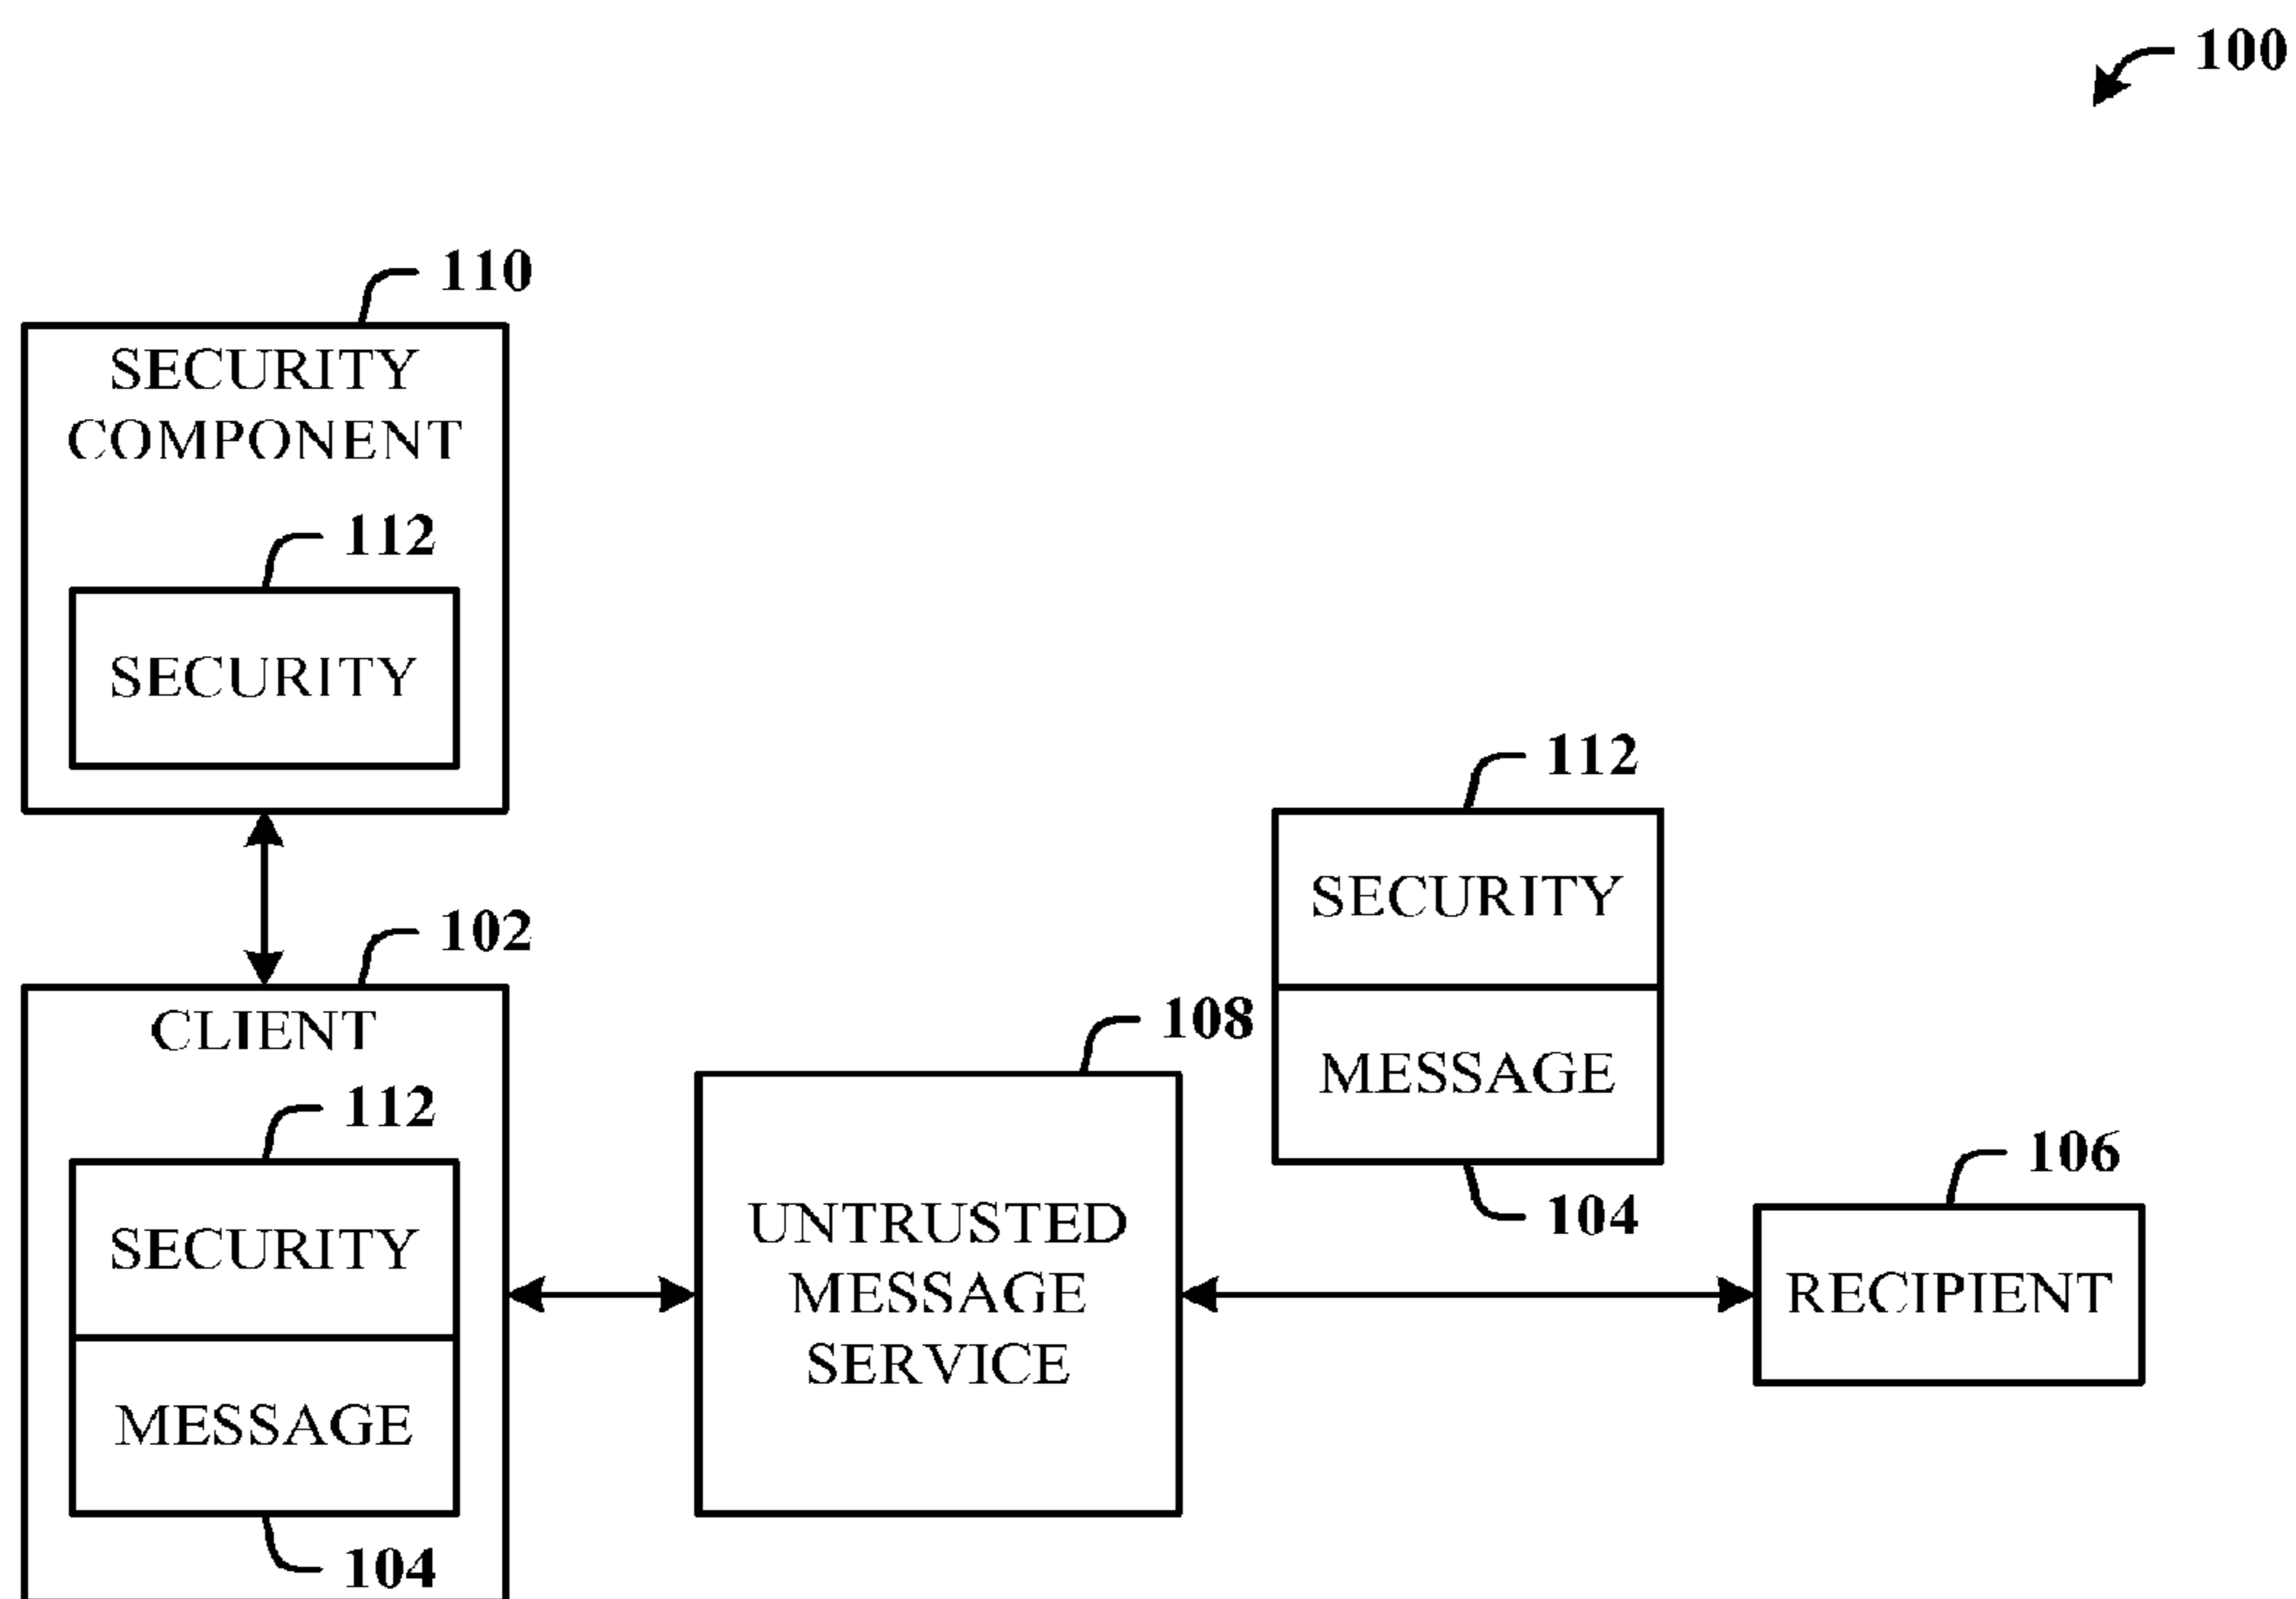 100
110
SECURITY
COMPONENT
112
SECURITY
102
CLIENT
112
SECURITY
MESSAGE
104
108
UNTRUSTED
MESSAGE
SERVICE
112
SECURITY
MESSAGE
104
106
RECIPIENT